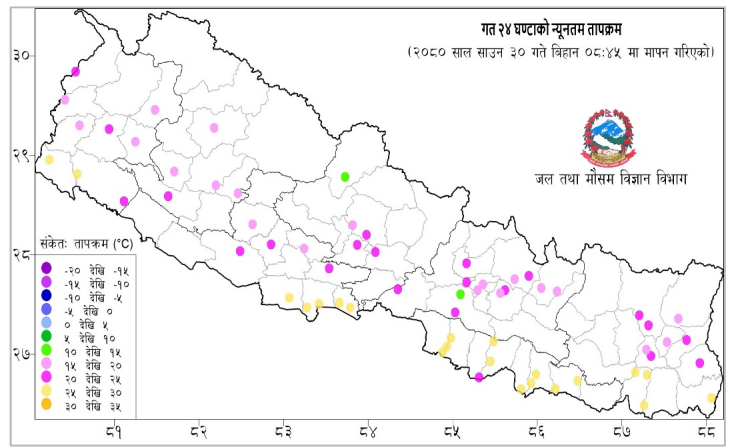 गत २४ घण्टाको न्यूनतम तापक्रम
(२०८० साल साउन ३० गते बिहान ०८:४५ मा मापन गरिएको)
जल तथा मौसम विज्ञान विभाग
३०
२९
२८
२७
संकेतः तापक्रम (°C)
-२० देखि -१५
-१५ देखि -१०
-१० देखि -५
-५ देखि ०
० देखि ५
५ देखि १०
१० देखि १५
१५ देखि २०
२० देखि २५
२५ देखि ३०
३० देखि ३५
८१ ८२ ८३ ८४ ८५ ८६ ८७ ८८